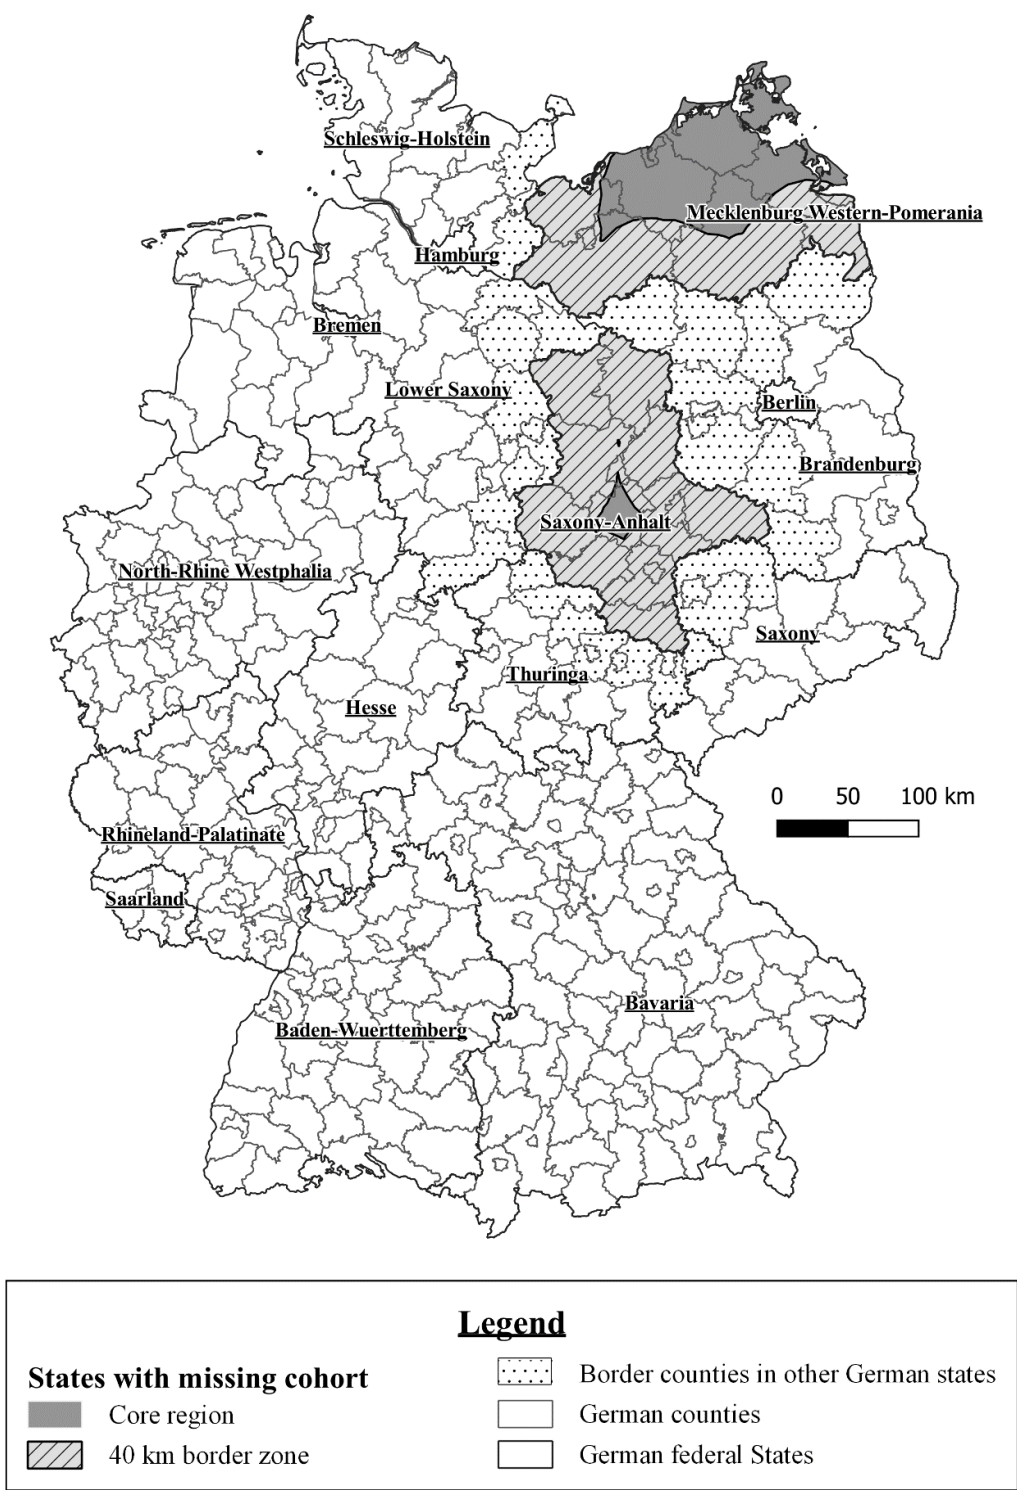 Schleswig-Holstein
Mecklenburg Western-Pomerania
Hamburg
Bremen
Lower Saxony
Berlin
Brandenburg
Saxony-Anhalt
North-Rhine Westphalia
Saxony
Thuringa
Hesse
0 50 100 km
Rhineland-Palatinate
Saarland
Bavaria
Baden-Wuerttemberg
Legend
States with missing cohort
Core region
40 km border zone
Border counties in other German states
German counties
German federal States